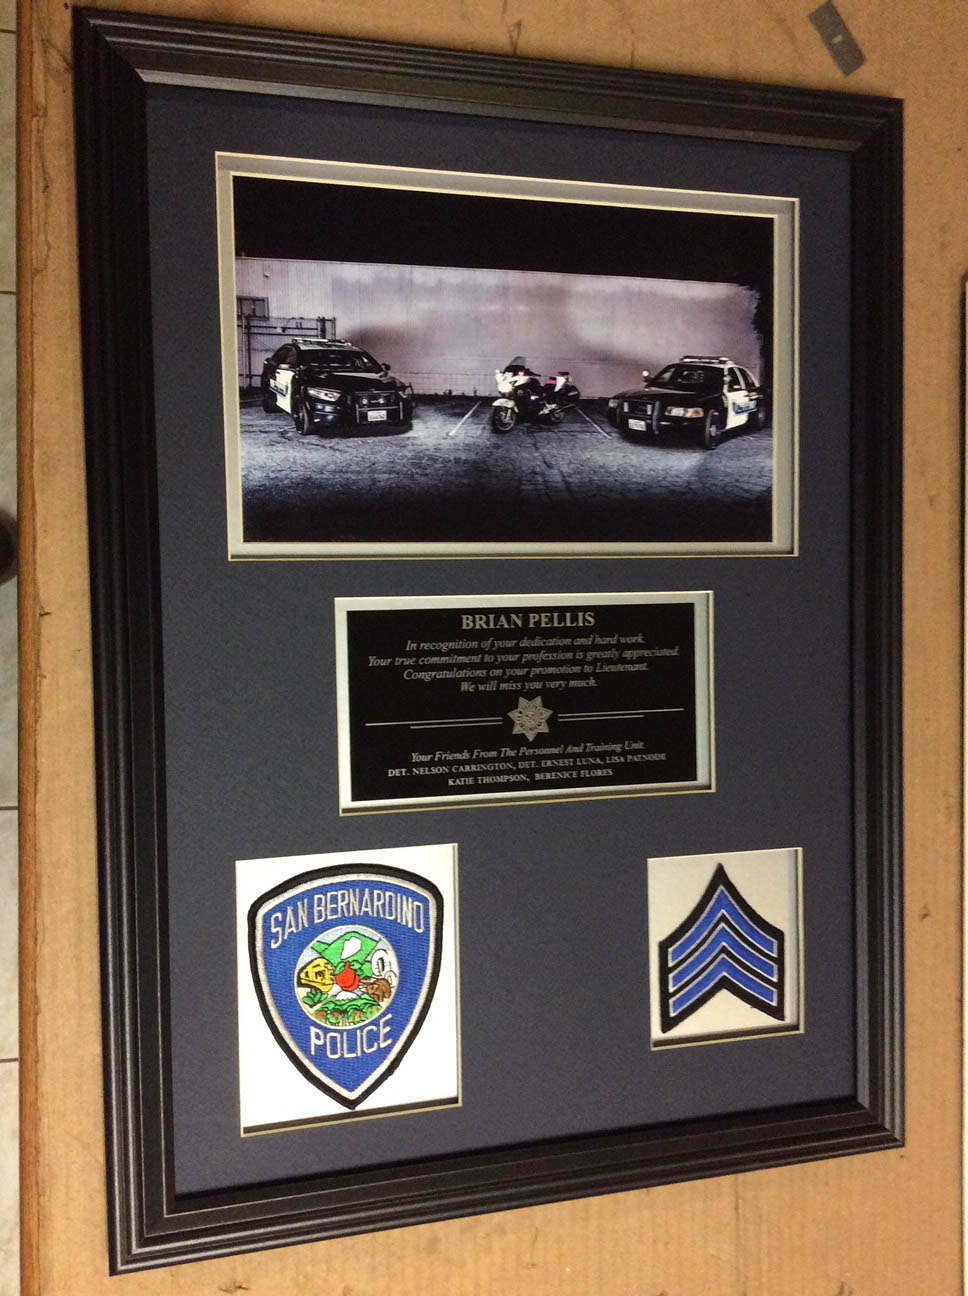 BRIAN PELLIS
In recognition of your dedication and hard work.
Your true commitment to your profession is greatly appreciated.
Congratulations on your promotion to Lieutenant.
We will miss you very much.
Your Friends From The Personnel And Training Unit.
DET. NELSON CARRINGTON, DET. ERNEST LUNA, LISA PATNODE
KATIE THOMPSON, BERENICE FLORES
SAN BERNARDINO
POLICE